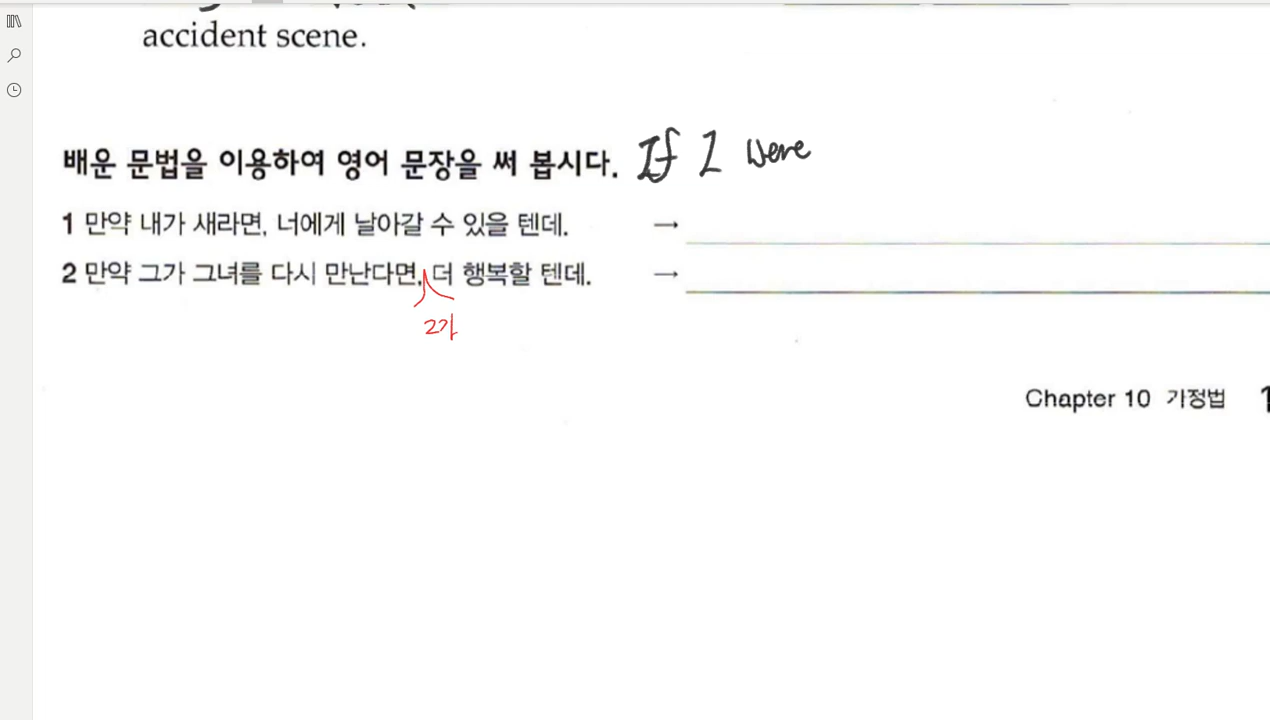 accident scene.
배운 문법을 이용하여 영어 문장을 써 봅시다. If I were
1 만약 내가 새라면, 너에게 날아갈 수 있을 텐데. →
2 만약 그가 그녀를 다시 만난다면, 더 행복할 텐데. →
그가
Chapter 10 기정법 1